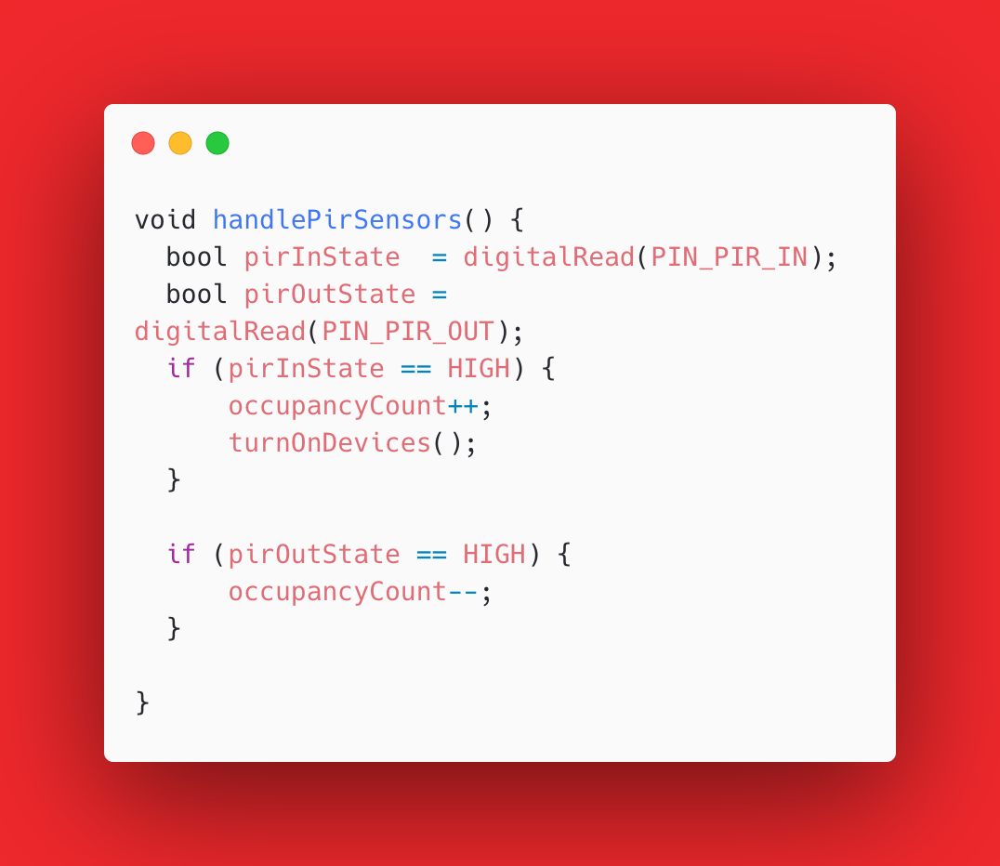 void handlePirSensors() {
  bool pirInState  = digitalRead(PIN_PIR_IN);
  bool pirOutState =
digitalRead(PIN_PIR_OUT);
  if (pirInState == HIGH) {
      occupancyCount++;
      turnOnDevices();
  }

  if (pirOutState == HIGH) {
      occupancyCount--;
  }

}